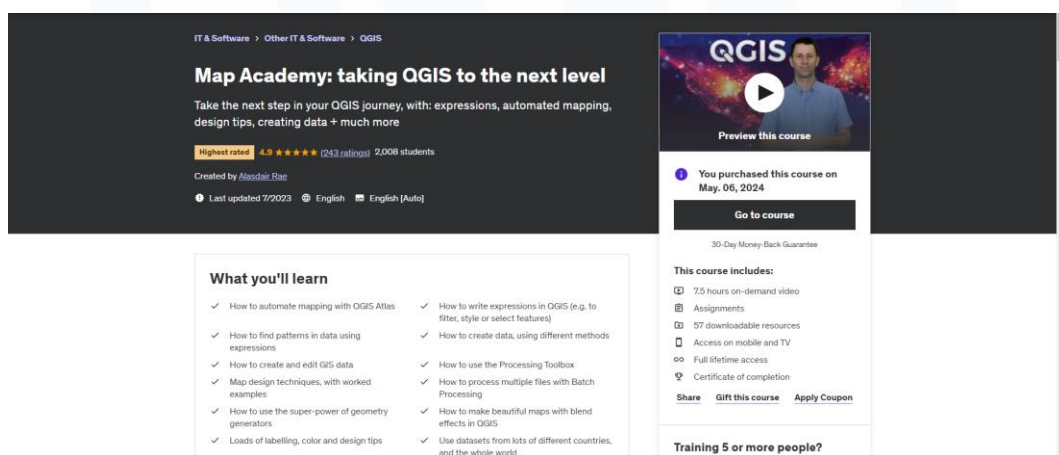 IT & Software > Other IT & Software > QGIS
Map Academy: taking QGIS to the next level
Take the next step in your QGIS journey, with: expressions, automated mapping,
design tips, creating data + much more
Highest rated 4.9 ★★★★★ (243 ratings) 2,008 students
Created by Alasdair Rae
Last updated 7/2023 English English [Auto]
What you'll learn
✓ How to automate mapping with QGIS Atlas
✓ How to find patterns in data using
expressions
✓ How to create and edit GIS data
✓ Map design techniques, with worked
examples
✓ How to use the super-power of geometry
generators
✓ Loads of labelling, color and design tips
✓ How to write expressions in QGIS (e.g. to
filter, style or select features)
✓ How to create data, using different methods
✓ How to use the Processing Toolbox
✓ How to process multiple files with Batch
Processing
✓ How to make beautiful maps with blend
effects in QGIS
✓ Use datasets from lots of different countries,
and the whole world
QGIS
Preview this course
You purchased this course on
May. 06, 2024
Go to course
30-Day Money-Back Guarantee
This course includes:
7.5 hours on-demand video
Assignments
57 downloadable resources
Access on mobile and TV
Full lifetime access
Certificate of completion
Share Gift this course Apply Coupon
Training 5 or more people?